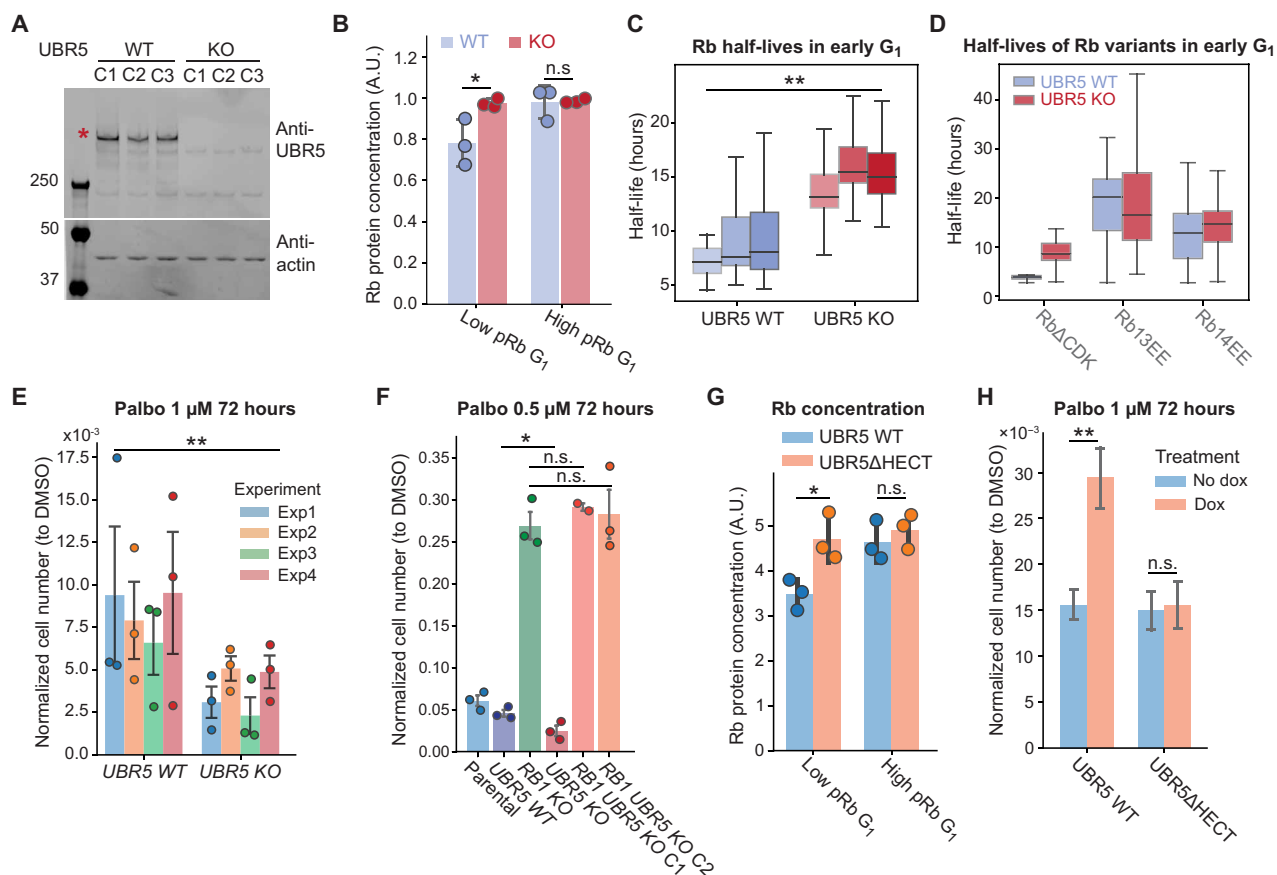 A
UBR5 WT KO
C1 C2 C3 C1 C2 C3
*
Anti-
UBR5
250
50
Anti-
actin
37
B
WT KO
Rb protein concentration (A.U.)
1.2
1.0
0.8
0.6
0.4
0.2
0.0
*
n.s
Low pRb G1
High pRb G1
C
Rb half-lives in early G1
**
Half-life (hours)
20
15
10
5
UBR5 WT UBR5 KO
D
Half-lives of Rb variants in early G1
UBR5 WT
UBR5 KO
Half-life (hours)
40
30
20
10
0
RbΔCDK
Rb13EE
Rb14EE
E
Palbo 1 µM 72 hours
×10⁻³
**
Normalized cell number (to DMSO)
17.5
15.0
12.5
10.0
7.5
5.0
2.5
0.0
Experiment
Exp1
Exp2
Exp3
Exp4
UBR5 WT UBR5 KO
F
Palbo 0.5 µM 72 hours
Normalized cell number (to DMSO)
0.35
0.30
0.25
0.20
0.15
0.10
0.05
0.00
*
n.s.
n.s.
Parental
UBR5 WT
RB1 KO
UBR5 KO
RB1 UBR5 KO C1
RB1 UBR5 KO C2
G
Rb concentration
UBR5 WT
UBR5ΔHECT
Rb protein concentration (A.U.)
5
4
3
2
1
0
*
n.s.
Low pRb G1
High pRb G1
H
Palbo 1 µM 72 hours
×10⁻³
Normalized cell number (to DMSO)
30
25
20
15
10
5
0
**
n.s.
Treatment
No dox
Dox
UBR5 WT
UBR5ΔHECT